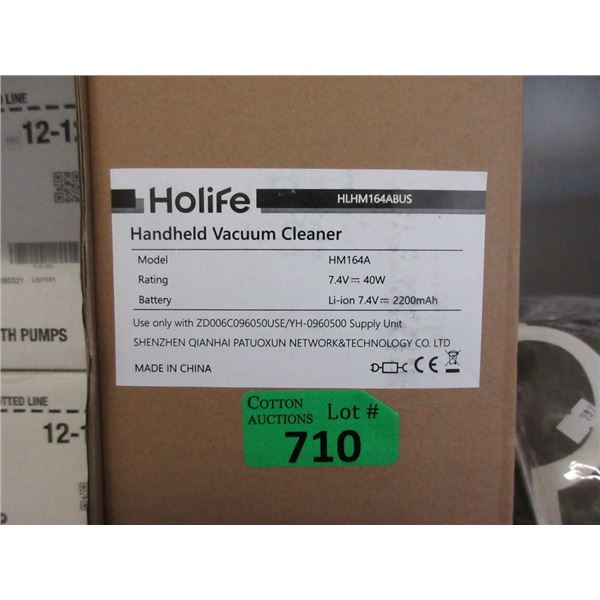 D LINE
12-1
Holife
HLHM164ABUS
Handheld Vacuum Cleaner
Model HM164A
Rating 7.4V⎓ 40W
Battery Li-ion 7.4V⎓ 2200mAh
Use only with ZD006C096050USE/YH-0960500 Supply Unit
SHENZHEN QIANHAI PATUOXUN NETWORK&TECHNOLOGY CO. LTD
MADE IN CHINA
CE
TH PUMPS
TTED LINE
12-1
COTTON
AUCTIONS Lot #
710